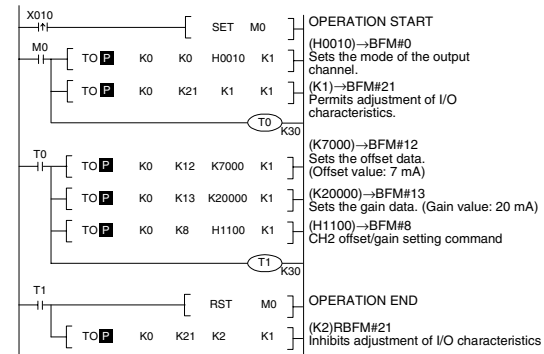 X010
SET M0 OPERATION START
M0
TO P K0 K0 H0010 K1 (H0010)→BFM#0
Sets the mode of the output
channel.
TO P K0 K21 K1 K1 (K1)→BFM#21
Permits adjustment of I/O
characteristics.
T0 K30
T0
TO P K0 K12 K7000 K1 (K7000)→BFM#12
Sets the offset data.
(Offset value: 7 mA)
TO P K0 K13 K20000 K1 (K20000)→BFM#13
Sets the gain data. (Gain value: 20 mA)
TO P K0 K8 H1100 K1 (H1100)→BFM#8
CH2 offset/gain setting command
T1 K30
T1
RST M0 OPERATION END
TO P K0 K21 K2 K1 (K2)RBFM#21
Inhibits adjustment of I/O characteristics